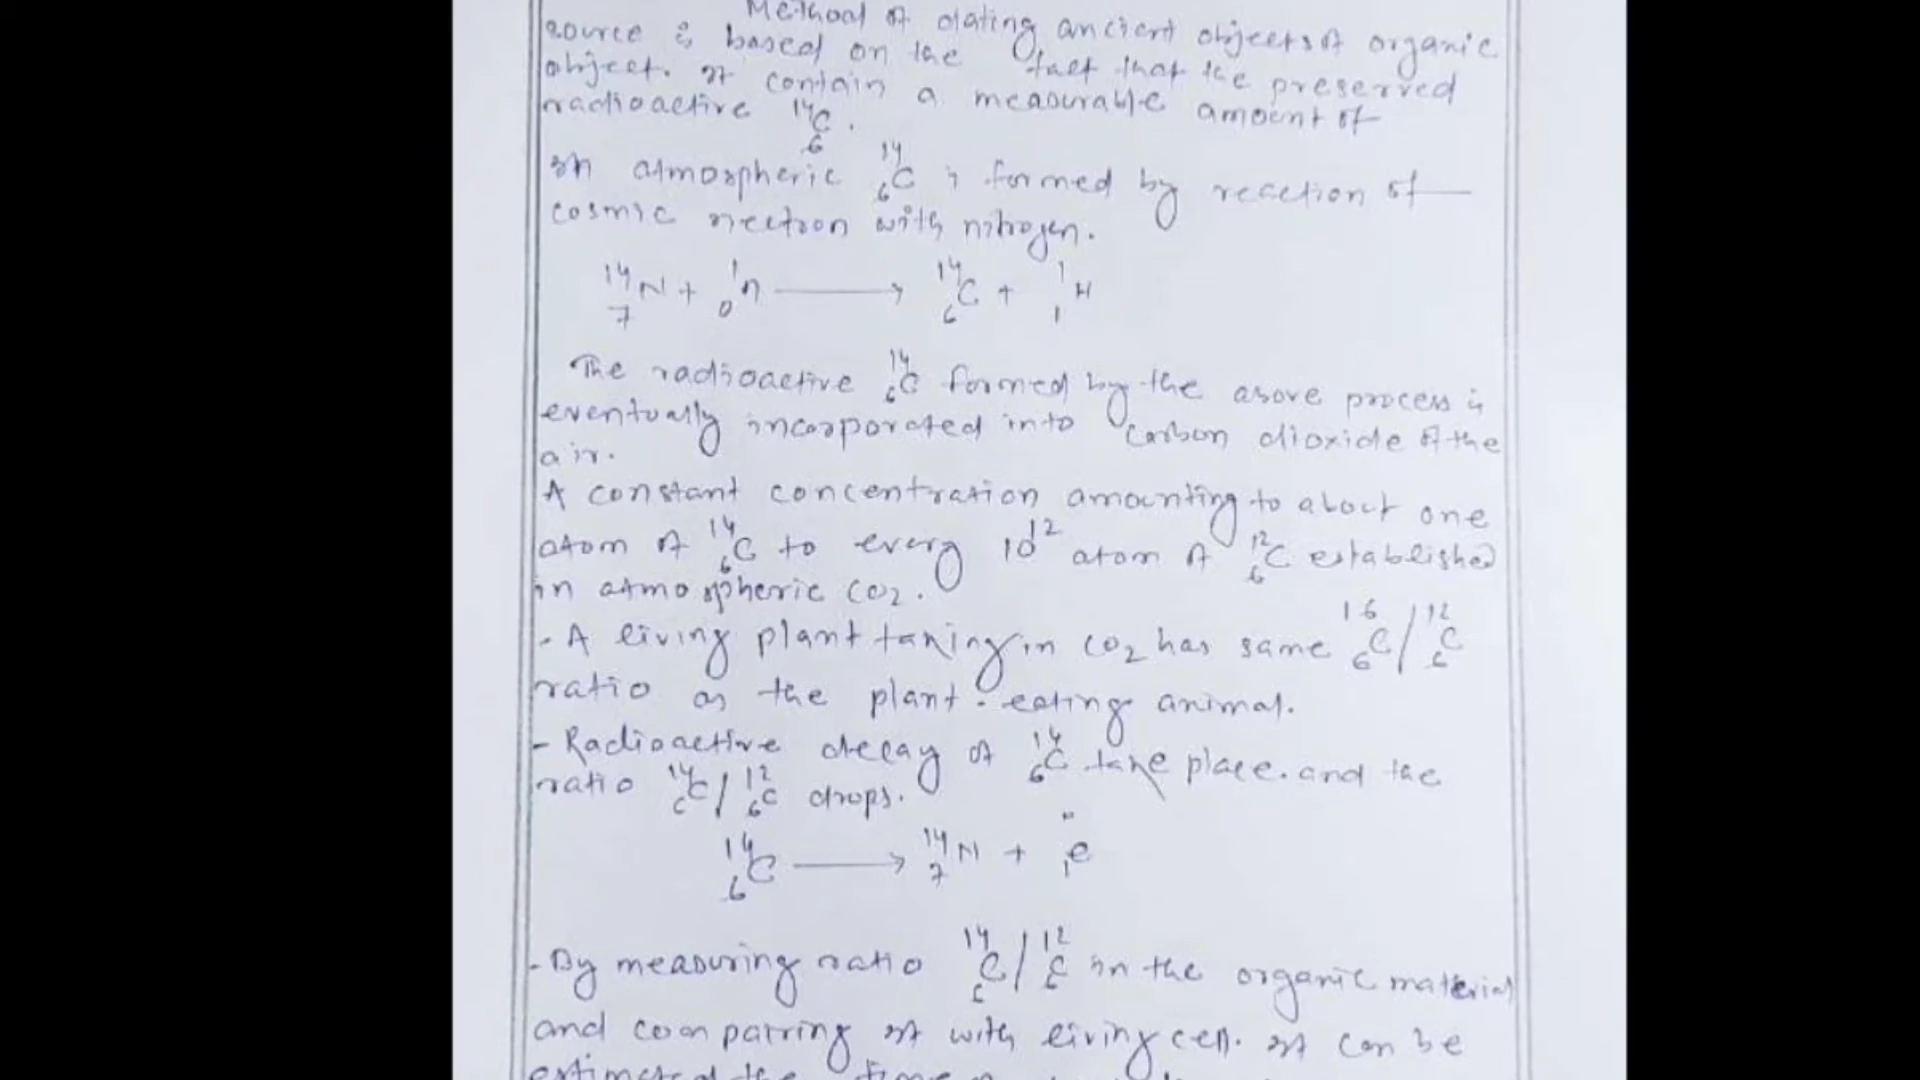 Method of dating ancient objects of organic
source is based on the fact that the preserved
object. It contain a measurable amount of
radioactive ¹⁴₆C.
In atmospheric ¹⁴₆C is formed by reaction of
cosmic neutron with nitrogen.
¹⁴₇N + ¹₀n → ¹⁴₆C + ¹₁H
The radioactive ¹⁴₆C formed by the above process is
eventually incorporated into carbon dioxide of the
air.
A constant concentration amounting to about one
atom of ¹⁴₆C to every 10¹² atom of ¹²₆C established
in atmospheric CO₂.
- A living plant taking in CO₂ has same ¹⁶₆C/¹²₆C
ratio as the plant-eating animal.
- Radioactive decay of ¹⁴₆C take place. and the
ratio ¹⁴₆C/¹²₆C drops.
¹⁴₆C → ¹⁴₇N + ₁e
- By measuring ratio ¹⁴₆C/¹²₆C in the organic material
and comparring it with living cell. It can be
estimated the time